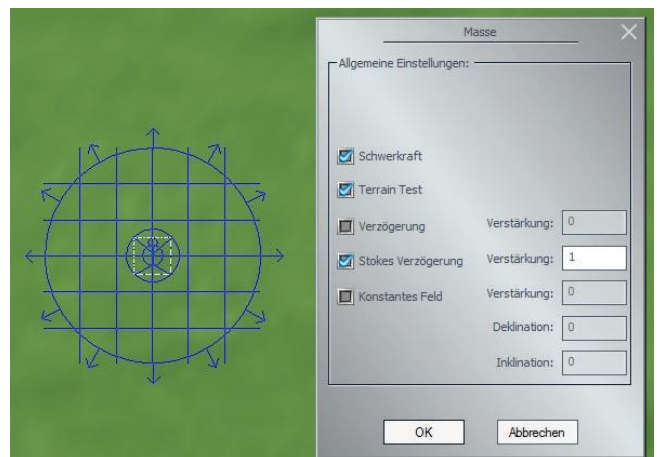 Masse
Allgemeine Einstellungen:
Schwerkraft
Terrain Test
Verzögerung Verstärkung: 0
Stokes Verzögerung Verstärkung: 1
Konstantes Feld Verstärkung: 0
Deklination: 0
Inklination: 0
OK Abbrechen